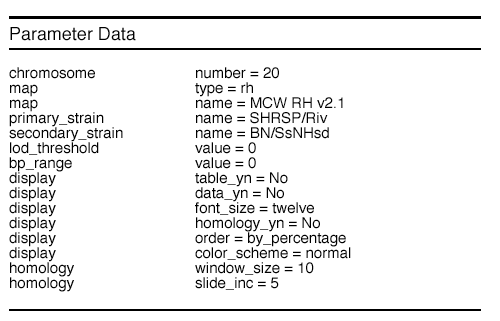 Parameter Data
chromosome number = 20
map type = rh
map name = MCW RH v2.1
primary_strain name = SHRSP/Riv
secondary_strain name = BN/SsNHsd
lod_threshold value = 0
bp_range value = 0
display table_yn = No
display data_yn = No
display font_size = twelve
display homology_yn = No
display order = by_percentage
display color_scheme = normal
homology window_size = 10
homology slide_inc = 5